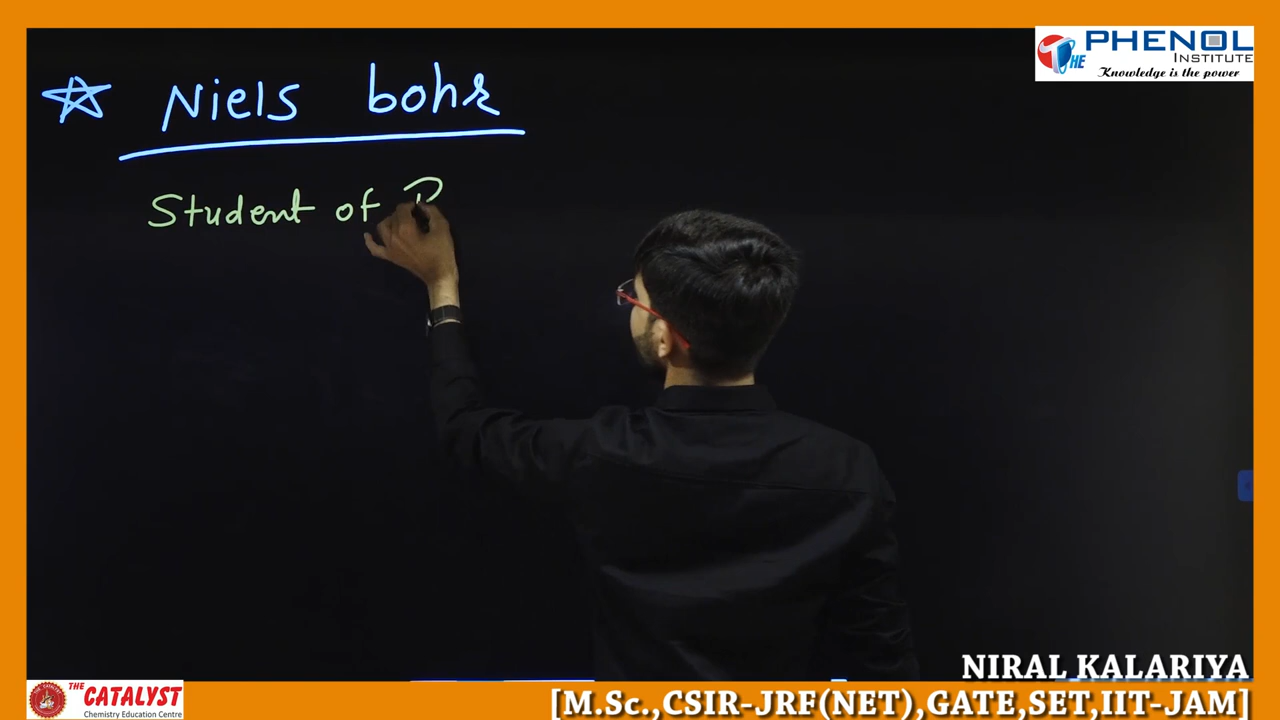 THE PHENOL
INSTITUTE
Knowledge is the power
Niels bohr
Student of
NIRAL KALARIYA
THE CATALYST
Chemistry Education Centre
[M.Sc.,CSIR-JRF(NET),GATE,SET,IIT-JAM]